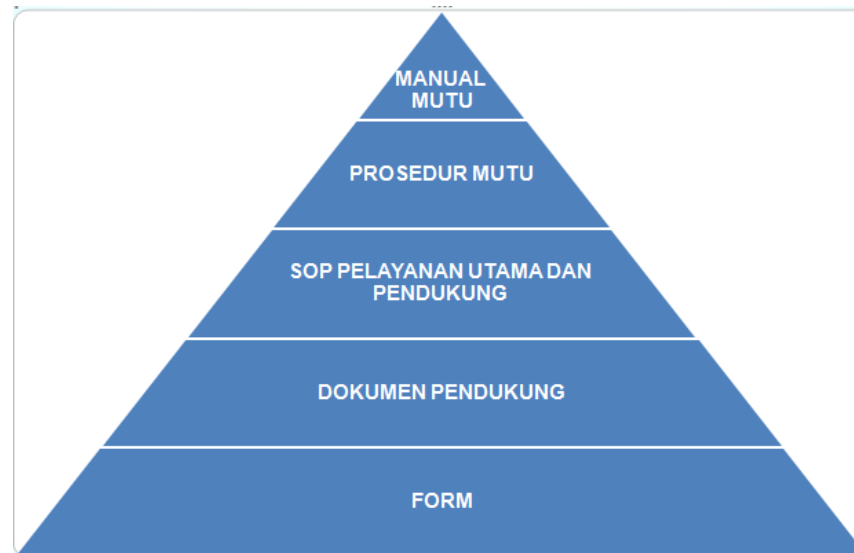 MANUAL
MUTU
PROSEDUR MUTU
SOP PELAYANAN UTAMA DAN
PENDUKUNG
DOKUMEN PENDUKUNG
FORM